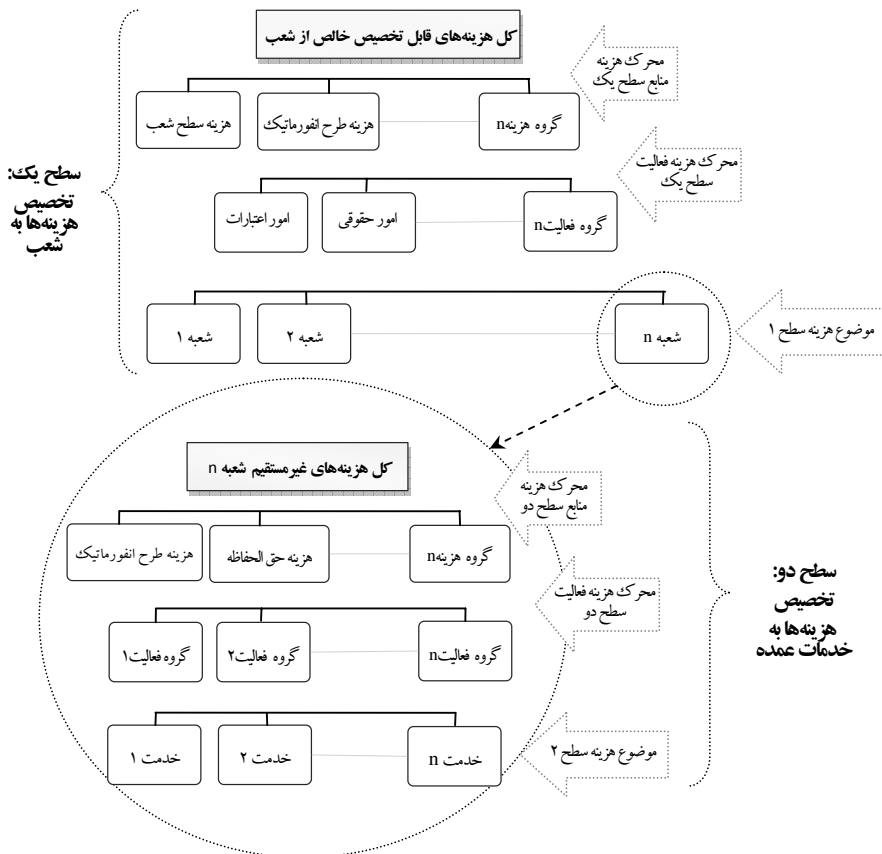 کل هزینه‌های قابل تخصیص خالص از شعب
محرک هزینه
منابع سطح یک
هزینه سطح شعب
هزینه طرح انفورماتیک
گروه هزینهn
محرک هزینه فعالیت
سطح یک
امور اعتبارات
امور حقوقی
گروه فعالیتn
سطح یک:
تخصیص
هزینه‌ها به
شعب
شعبه ۱
شعبه ۲
شعبه n
موضوع هزینه سطح ۱
کل هزینه‌های غیرمستقیم شعبه n
محرک هزینه
منابع سطح دو
هزینه طرح انفورماتیک
هزینه حق الحفاظه
گروه هزینهn
محرک هزینه فعالیت
سطح دو
گروه فعالیت۱
گروه فعالیت۲
گروه فعالیتn
سطح دو:
تخصیص
هزینه‌ها به
خدمات عمده
خدمت ۱
خدمت ۲
خدمت n
موضوع هزینه سطح ۲